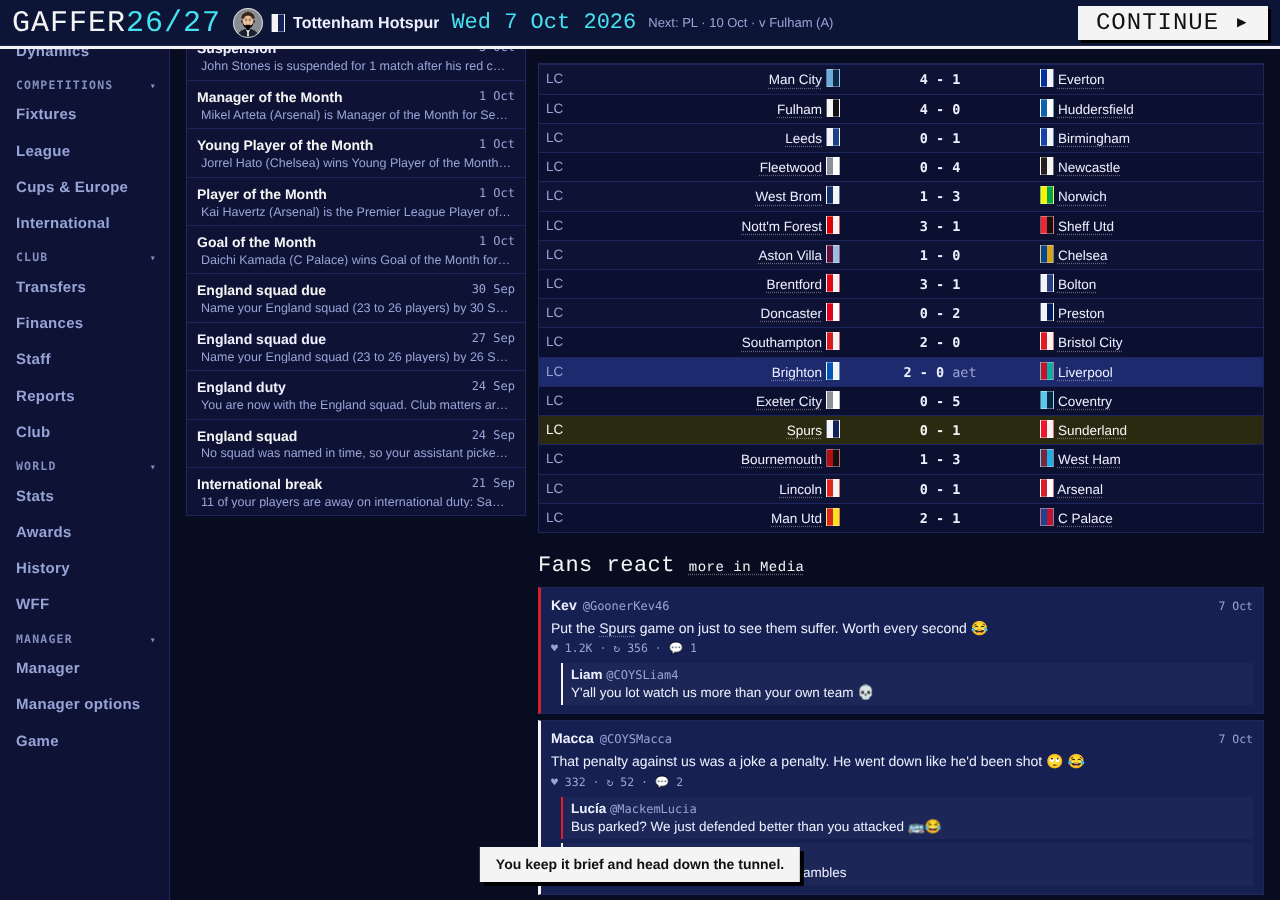 GAFFER26/27 Tottenham Hotspur Wed 7 Oct 2026 Next: PL · 10 Oct · v Fulham (A) CONTINUE ►
Dynamics
COMPETITIONS ▾
Fixtures
League
Cups & Europe
International
CLUB ▾
Transfers
Finances
Staff
Reports
Club
WORLD ▾
Stats
Awards
History
WFF
MANAGER ▾
Manager
Manager options
Game
Suspension 3 Oct
John Stones is suspended for 1 match after his red c…
Manager of the Month 1 Oct
Mikel Arteta (Arsenal) is Manager of the Month for Se…
Young Player of the Month 1 Oct
Jorrel Hato (Chelsea) wins Young Player of the Month…
Player of the Month 1 Oct
Kai Havertz (Arsenal) is the Premier League Player of…
Goal of the Month 1 Oct
Daichi Kamada (C Palace) wins Goal of the Month for…
England squad due 30 Sep
Name your England squad (23 to 26 players) by 30 S…
England squad due 27 Sep
Name your England squad (23 to 26 players) by 26 S…
England duty 24 Sep
You are now with the England squad. Club matters ar…
England squad 24 Sep
No squad was named in time, so your assistant picke…
International break 21 Sep
11 of your players are away on international duty: Sa…
LC Man City 4 - 1 Everton
LC Fulham 4 - 0 Huddersfield
LC Leeds 0 - 1 Birmingham
LC Fleetwood 0 - 4 Newcastle
LC West Brom 1 - 3 Norwich
LC Nott'm Forest 3 - 1 Sheff Utd
LC Aston Villa 1 - 0 Chelsea
LC Brentford 3 - 1 Bolton
LC Doncaster 0 - 2 Preston
LC Southampton 2 - 0 Bristol City
LC Brighton 2 - 0 aet Liverpool
LC Exeter City 0 - 5 Coventry
LC Spurs 0 - 1 Sunderland
LC Bournemouth 1 - 3 West Ham
LC Lincoln 0 - 1 Arsenal
LC Man Utd 2 - 1 C Palace
Fans react more in Media
Kev @GoonerKev46 7 Oct
Put the Spurs game on just to see them suffer. Worth every second 😂
♥ 1.2K · ↻ 356 · 💬 1
Liam @COYSLiam4
Y'all you lot watch us more than your own team 💀
Macca @COYSMacca 7 Oct
That penalty against us was a joke a penalty. He went down like he'd been shot 🙄 😂
♥ 332 · ↻ 52 · 💬 2
Lucía @MackemLucia
Bus parked? We just defended better than you attacked 🚌😂
ambles
You keep it brief and head down the tunnel.